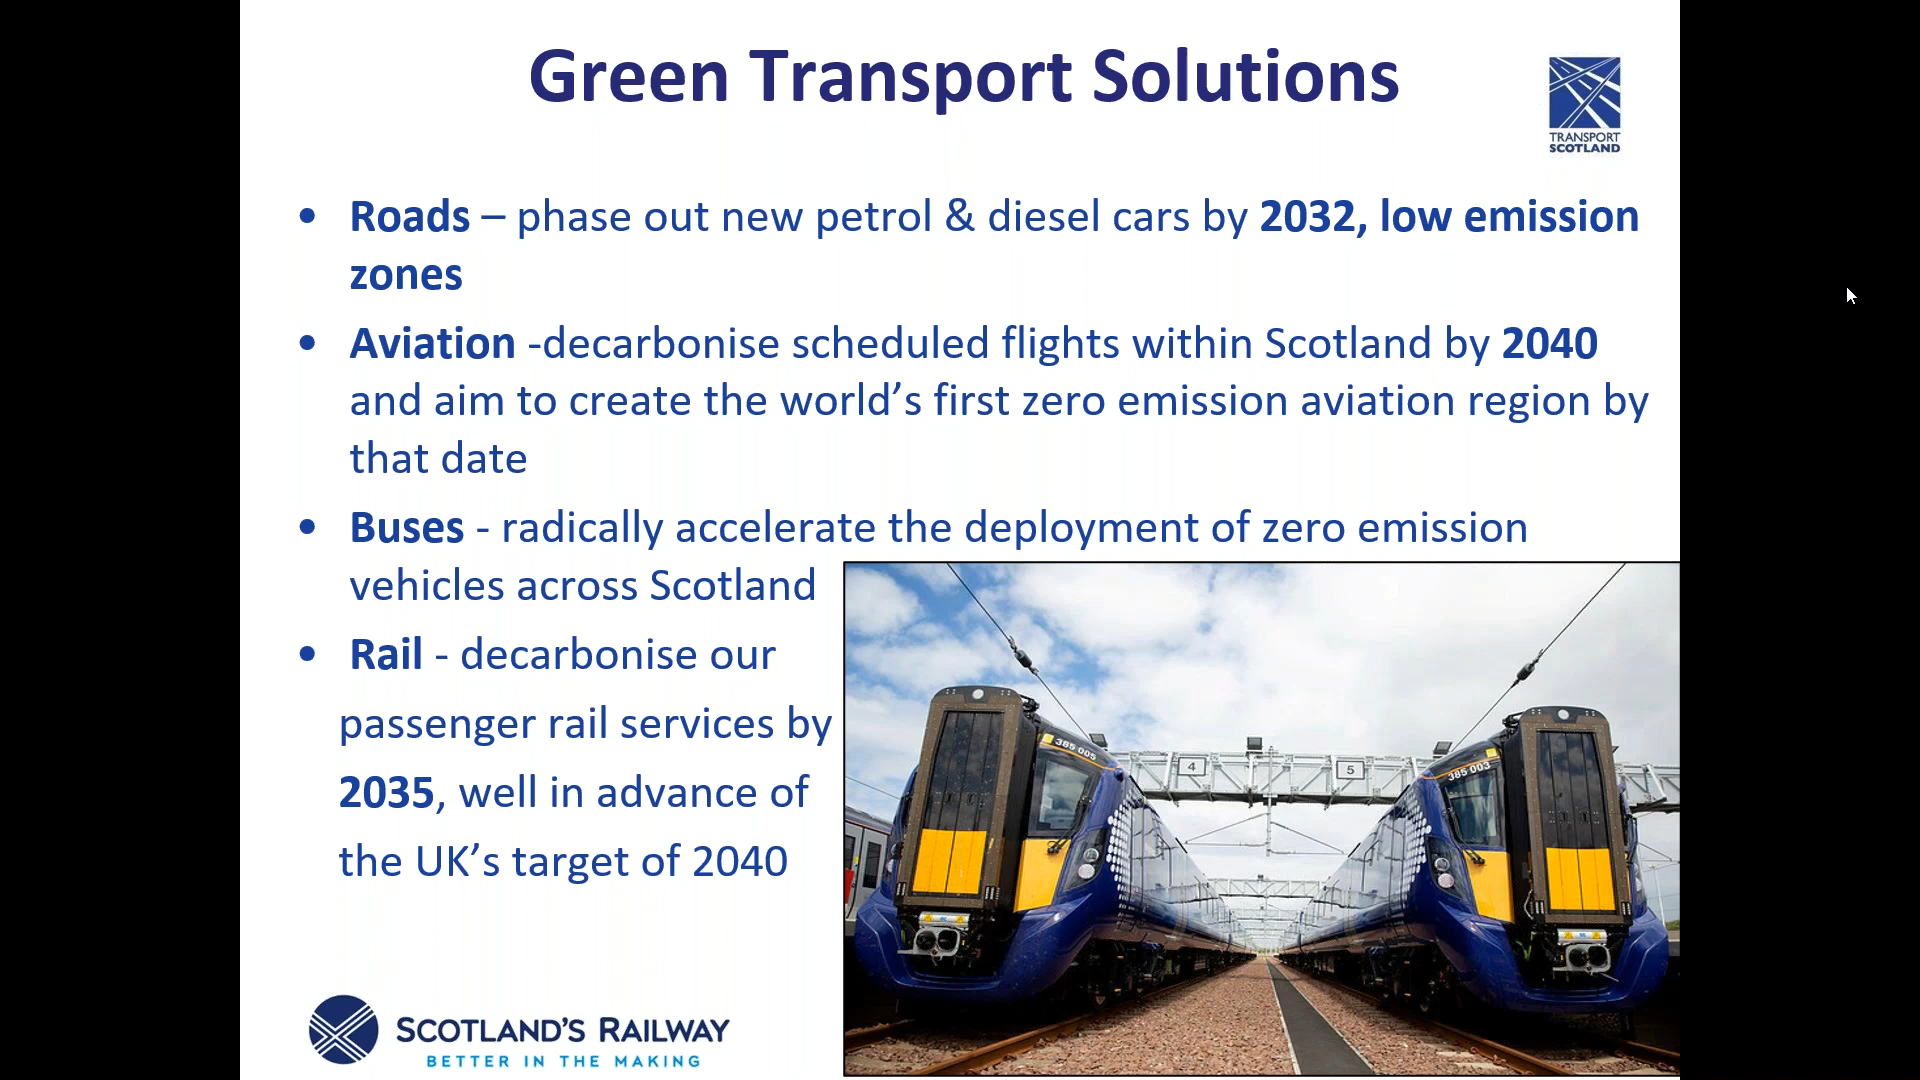 Green Transport Solutions
TRANSPORT
SCOTLAND
• Roads – phase out new petrol & diesel cars by 2032, low emission
zones
• Aviation -decarbonise scheduled flights within Scotland by 2040
and aim to create the world’s first zero emission aviation region by
that date
• Buses - radically accelerate the deployment of zero emission
vehicles across Scotland
• Rail - decarbonise our
passenger rail services by
2035, well in advance of
the UK’s target of 2040
385 005
4
5
385 003
SCOTLAND'S RAILWAY
BETTER IN THE MAKING